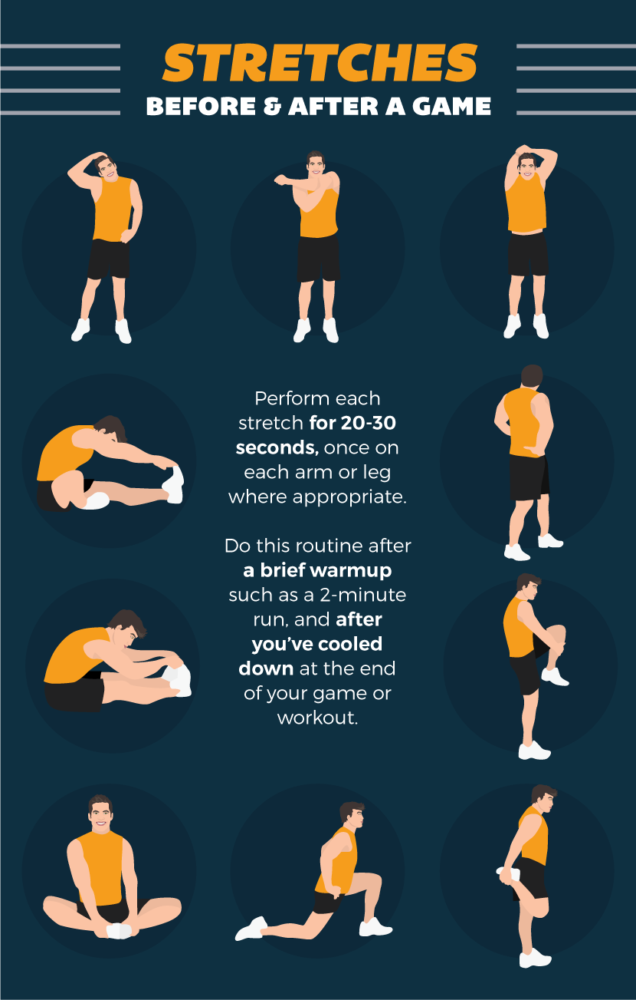 STRETCHES
BEFORE & AFTER A GAME
Perform each
stretch for 20-30
seconds, once on
each arm or leg
where appropriate.
Do this routine after
a brief warmup
such as a 2-minute
run, and after
you’ve cooled
down at the end
of your game or
workout.